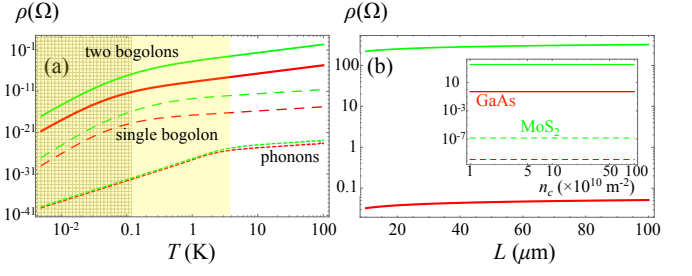 ρ(Ω)
10⁻¹
10⁻¹¹
10⁻²¹
10⁻³¹
10⁻⁴¹
(a)
two bogolons
single bogolon
phonons
10⁻² 0.1 1 10 100
T (K)
ρ(Ω)
100
10
1
0.1
(b)
10
10⁻³
10⁻⁷
GaAs
MoS₂
1 5 10 50 100
n_c (×10¹⁰ m⁻²)
20 40 60 80 100
L (μm)